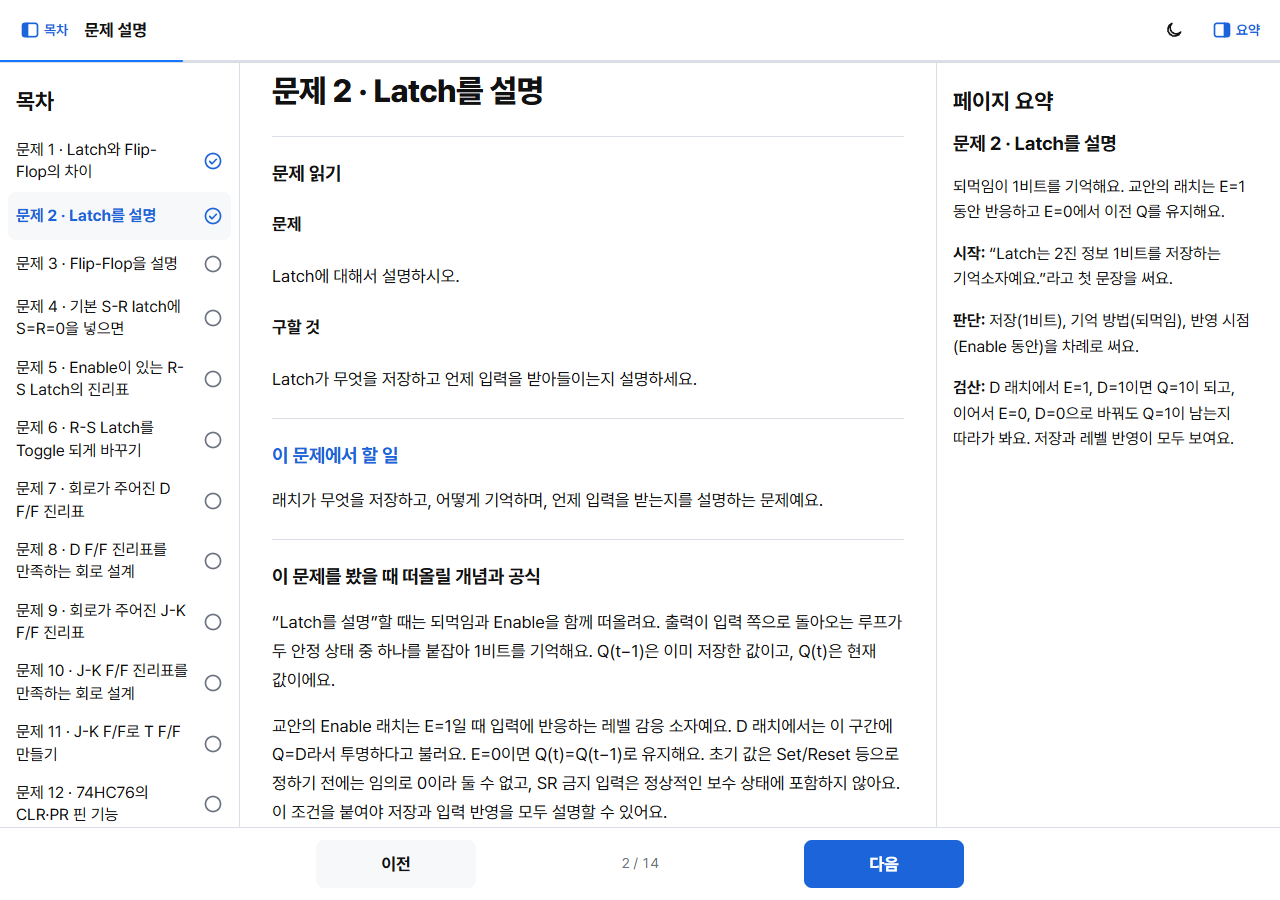 목차
문제 설명
요약
목차
문제 1 · Latch와 Flip-
Flop의 차이
문제 2 · Latch를 설명
문제 3 · Flip-Flop을 설명
문제 4 · 기본 S-R latch에
S=R=0을 넣으면
문제 5 · Enable이 있는 R-
S Latch의 진리표
문제 6 · R-S Latch를
Toggle 되게 바꾸기
문제 7 · 회로가 주어진 D
F/F 진리표
문제 8 · D F/F 진리표를
만족하는 회로 설계
문제 9 · 회로가 주어진 J-K
F/F 진리표
문제 10 · J-K F/F 진리표를
만족하는 회로 설계
문제 11 · J-K F/F로 T F/F
만들기
문제 12 · 74HC76의
CLR·PR 핀 기능
문제 2 · Latch를 설명
문제 읽기
문제
Latch에 대해서 설명하시오.
구할 것
Latch가 무엇을 저장하고 언제 입력을 받아들이는지 설명하세요.
이 문제에서 할 일
래치가 무엇을 저장하고, 어떻게 기억하며, 언제 입력을 받는지를 설명하는 문제예요.
이 문제를 봤을 때 떠올릴 개념과 공식
“Latch를 설명”할 때는 되먹임과 Enable을 함께 떠올려요. 출력이 입력 쪽으로 돌아오는 루프가
두 안정 상태 중 하나를 붙잡아 1비트를 기억해요. Q(t−1)은 이미 저장한 값이고, Q(t)은 현재
값이에요.
교안의 Enable 래치는 E=1일 때 입력에 반응하는 레벨 감응 소자예요. D 래치에서는 이 구간에
Q=D라서 투명하다고 불러요. E=0이면 Q(t)=Q(t−1)로 유지해요. 초기 값은 Set/Reset 등으로
정하기 전에는 임의로 0이라 둘 수 없고, SR 금지 입력은 정상적인 보수 상태에 포함하지 않아요.
이 조건을 붙여야 저장과 입력 반영을 모두 설명할 수 있어요.
페이지 요약
문제 2 · Latch를 설명
되먹임이 1비트를 기억해요. 교안의 래치는 E=1
동안 반응하고 E=0에서 이전 Q를 유지해요.
시작: “Latch는 2진 정보 1비트를 저장하는
기억소자예요.”라고 첫 문장을 써요.
판단: 저장(1비트), 기억 방법(되먹임), 반영 시점
(Enable 동안)을 차례로 써요.
검산: D 래치에서 E=1, D=1이면 Q=1이 되고,
이어서 E=0, D=0으로 바꿔도 Q=1이 남는지
따라가 봐요. 저장과 레벨 반영이 모두 보여요.
이전
2 / 14
다음